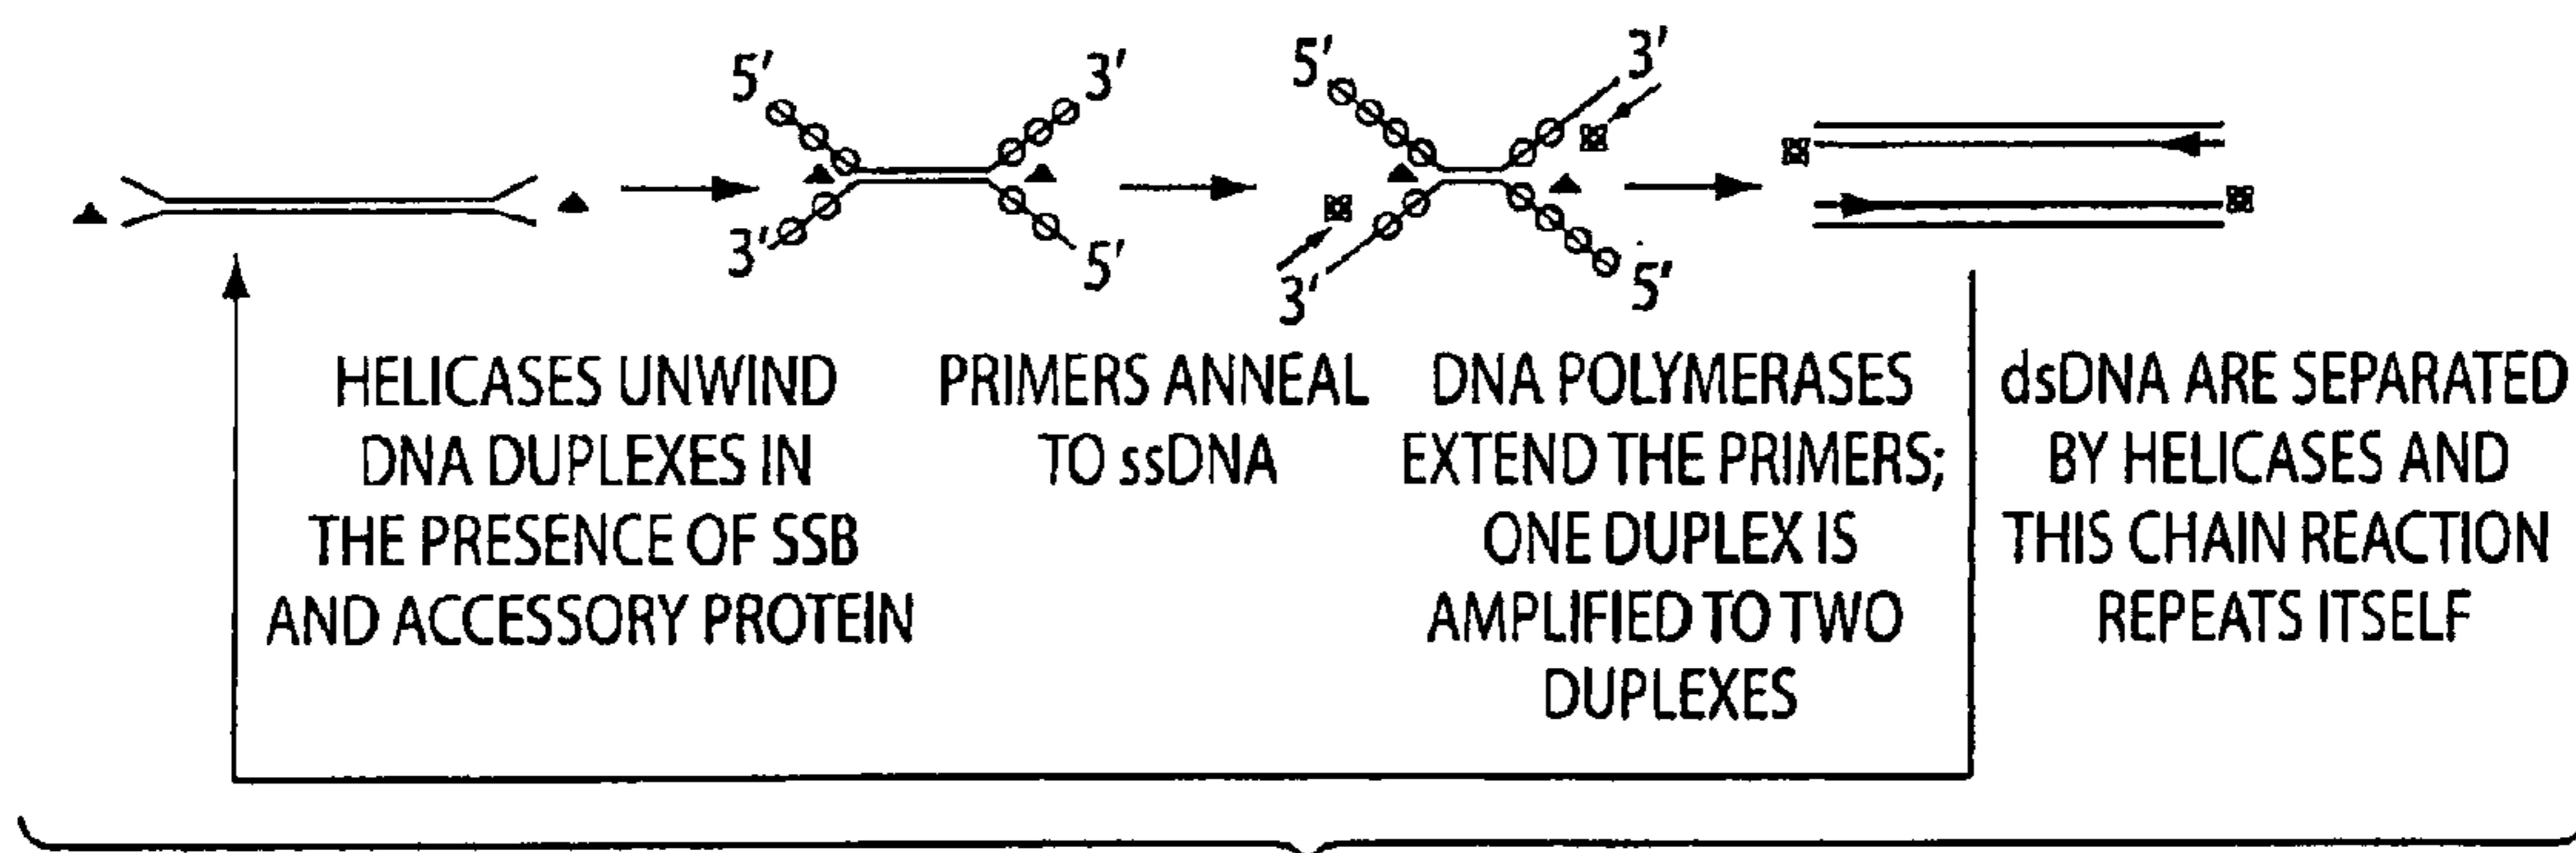 5' 3'
3' 5'
5' 3'
3' 5'
HELICASES UNWIND
DNA DUPLEXES IN
THE PRESENCE OF SSB
AND ACCESSORY PROTEIN
PRIMERS ANNEAL
TO ssDNA
DNA POLYMERASES
EXTEND THE PRIMERS;
ONE DUPLEX IS
AMPLIFIED TO TWO
DUPLEXES
dsDNA ARE SEPARATED
BY HELICASES AND
THIS CHAIN REACTION
REPEATS ITSELF